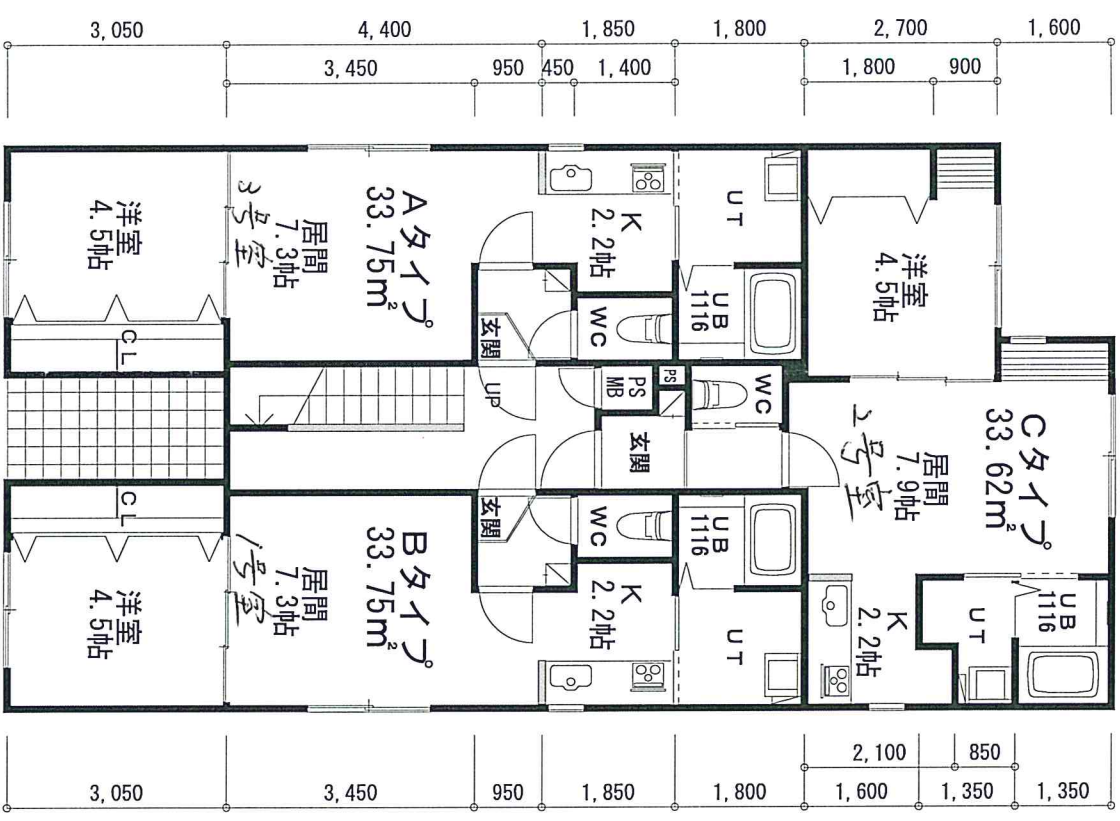 3,050
4,400
1,850
1,800
2,700
1,600
3,450
950
450
1,400
1,800
900
洋室
4.5帖
Aタイプ
33.75㎡
居間
7.3帖
3号室
K
2.2帖
UT
UB
1116
洋室
4.5帖
CL
玄関
WC
UP
PS
MB
PS
WC
玄関
Cタイプ
33.62㎡
居間
7.9帖
2号室
CL
玄関
WC
UB
1116
洋室
4.5帖
Bタイプ
33.75㎡
居間
7.3帖
1号室
K
2.2帖
UT
K
2.2帖
UT
UB
1116
2,100
850
3,050
3,450
950
1,850
1,800
1,600
1,350
1,350